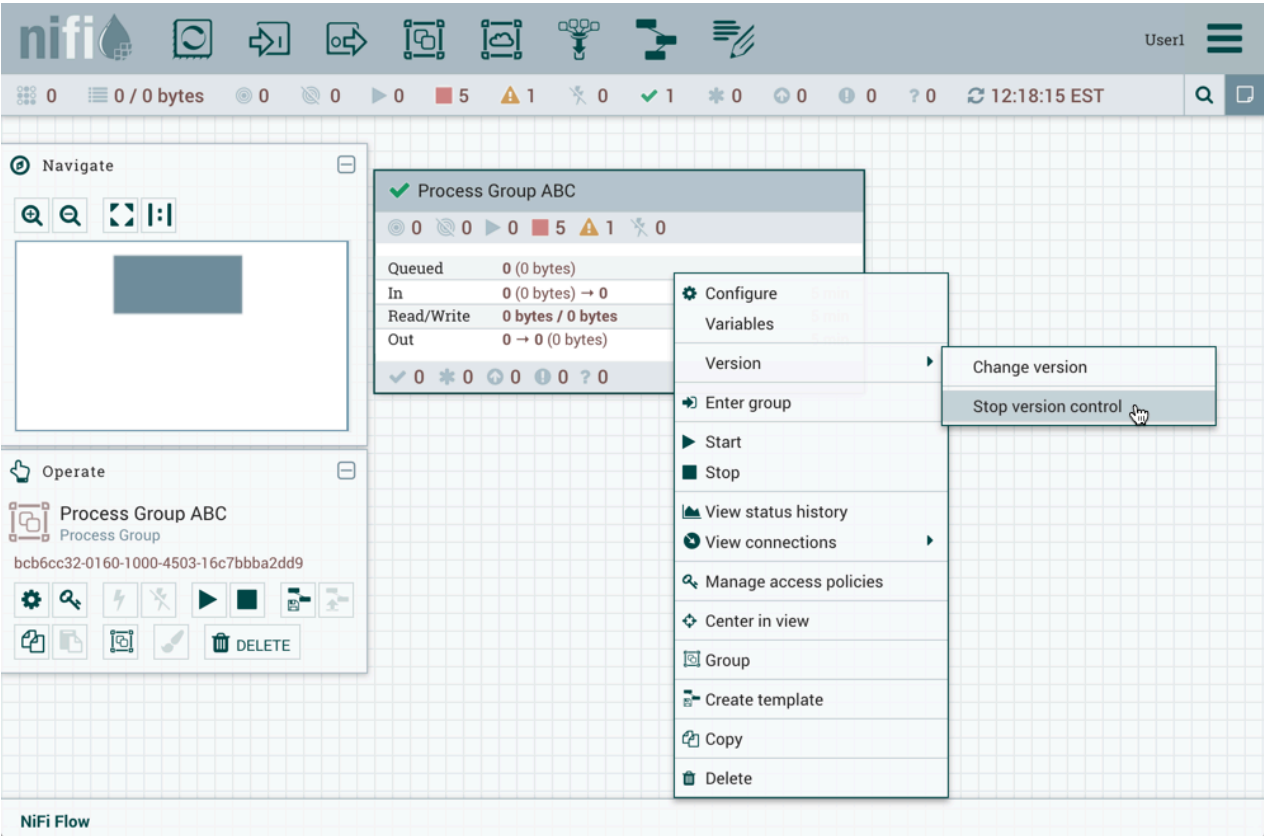 nifi
User1
0 0 / 0 bytes 0 0 0 5 1 0 1 0 0 0 ? 0 12:18:15 EST
Navigate
Process Group ABC
0 0 0 5 1 0
Queued 0 (0 bytes)
In 0 (0 bytes) → 0
Read/Write 0 bytes / 0 bytes
Out 0 → 0 (0 bytes)
0 0 0 0 ? 0
Configure
Variables
Version
Change version
Stop version control
Enter group
Start
Stop
View status history
View connections
Manage access policies
Center in view
Group
Create template
Copy
Delete
Operate
Process Group ABC
Process Group
bcb6cc32-0160-1000-4503-16c7bbba2dd9
DELETE
NiFi Flow